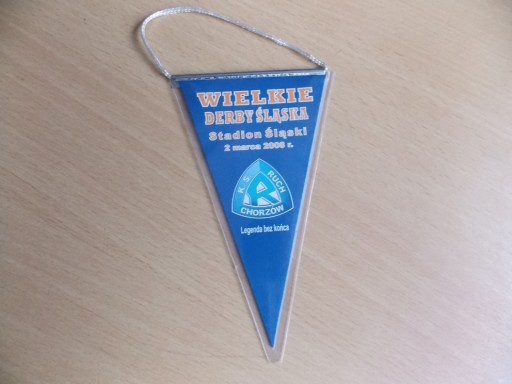 WIELKIE
DERBY ŚLĄSKA
Stadion Śląski
2 marca 2008 r.
K.S. RUCH
CHORZÓW
Legenda bez końca